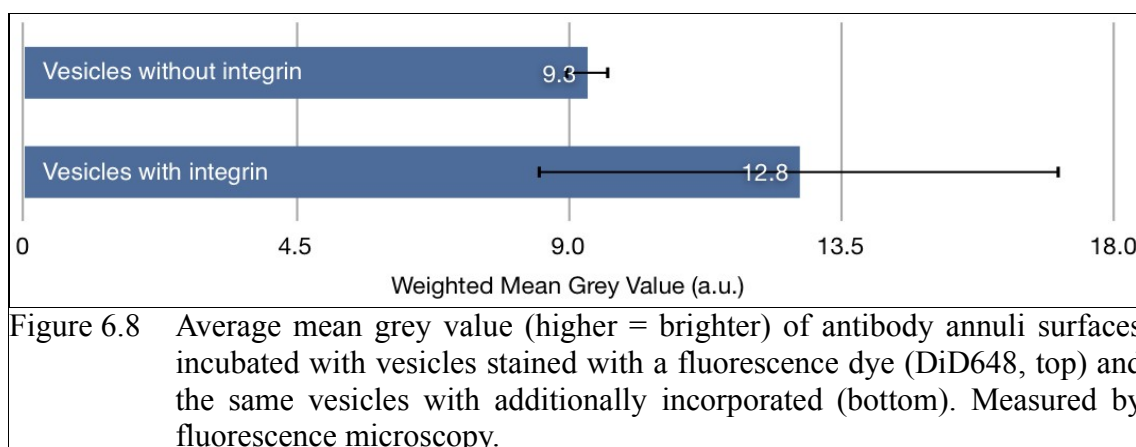 Vesicles without integrin 9.3
Vesicles with integrin 12.8
0 4.5 9.0 13.5 18.0
Weighted Mean Grey Value (a.u.)
Figure 6.8 Average mean grey value (higher = brighter) of antibody annuli surfaces
incubated with vesicles stained with a fluorescence dye (DiD648, top) and
the same vesicles with additionally incorporated (bottom). Measured by
fluorescence microscopy.